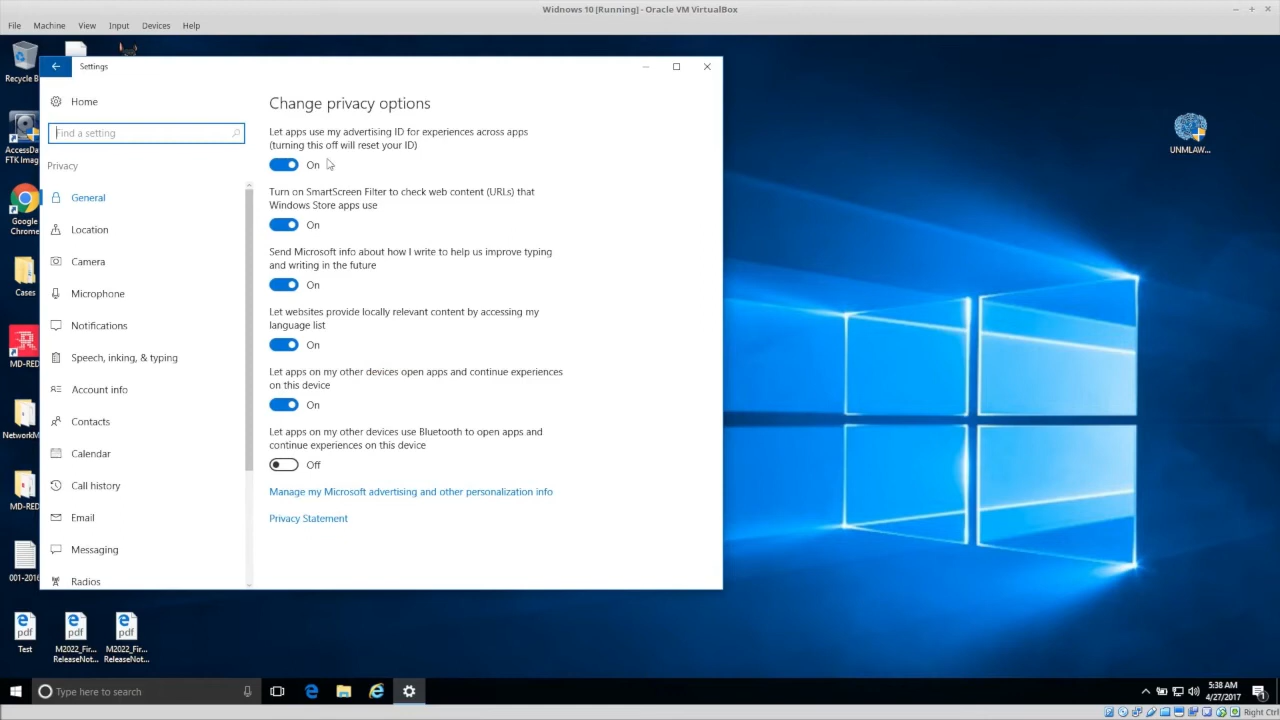 Widnows 10 [Running] - Oracle VM VirtualBox
File Machine View Input Devices Help
Recycle B
AccessDa
FTK Imag
Google
Chrome
Cases
MD-RED
NetworkM
MD-RED
001-2016
Test
M2022_Fir...
ReleaseNot...
M2022_Fir...
ReleaseNot...
UNMLAW...
Settings
Home
Find a setting
Privacy
General
Location
Camera
Microphone
Notifications
Speech, inking, & typing
Account info
Contacts
Calendar
Call history
Email
Messaging
Radios
Change privacy options
Let apps use my advertising ID for experiences across apps
(turning this off will reset your ID)
On
Turn on SmartScreen Filter to check web content (URLs) that
Windows Store apps use
On
Send Microsoft info about how I write to help us improve typing
and writing in the future
On
Let websites provide locally relevant content by accessing my
language list
On
Let apps on my other devices open apps and continue experiences
on this device
On
Let apps on my other devices use Bluetooth to open apps and
continue experiences on this device
Off
Manage my Microsoft advertising and other personalization info
Privacy Statement
Type here to search
5:38 AM
4/27/2017
Right Ctrl